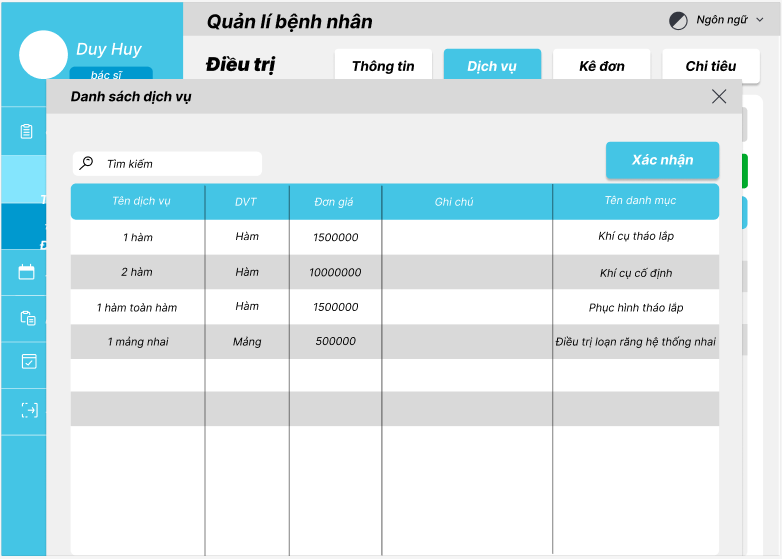 Quản lí bệnh nhân
Ngôn ngữ
Duy Huy
bác sĩ
Điều trị
Thông tin
Dịch vụ
Kê đơn
Chi tiêu
Danh sách dịch vụ
Tìm kiếm
Xác nhận
Tên dịch vụ ĐVT Đơn giá Ghi chú Tên danh mục
1 hàm Hàm 1500000 Khí cụ tháo lắp
2 hàm Hàm 10000000 Khí cụ cố định
1 hàm toàn hàm Hàm 1500000 Phục hình tháo lắp
1 máng nhai Máng 500000 Điều trị loạn răng hệ thống nhai